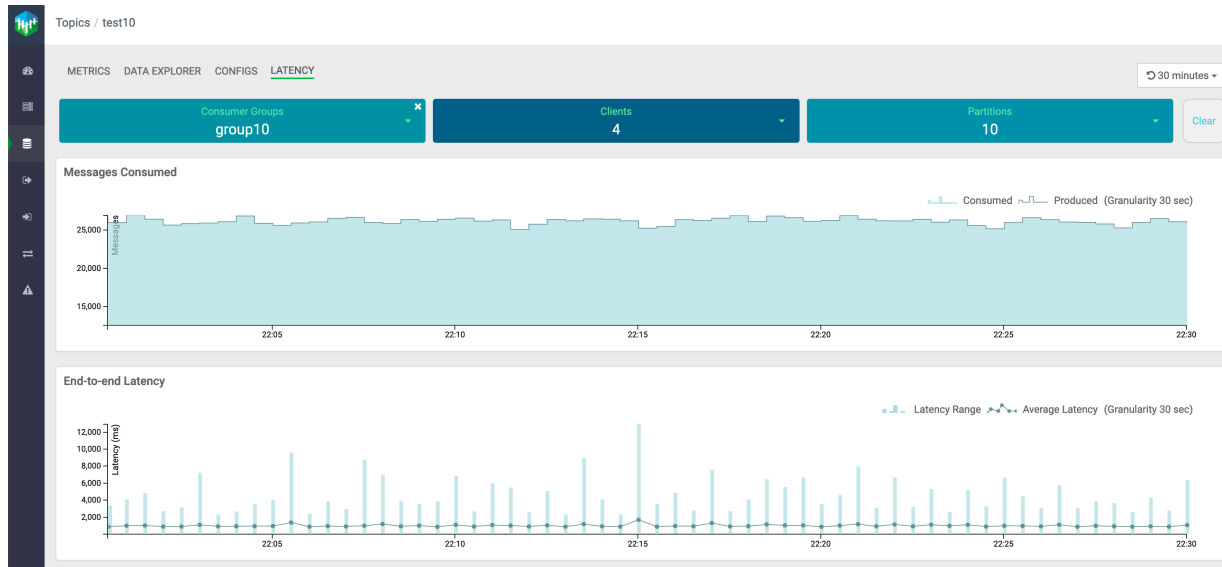 Topics / test10
METRICS DATA EXPLORER CONFIGS LATENCY
30 minutes
Consumer Groups
group10
Clients
4
Partitions
10
Clear
Messages Consumed
Consumed Produced (Granularity 30 sec)
Messages
25,000
20,000
15,000
22:05 22:10 22:15 22:20 22:25 22:30
End-to-end Latency
Latency Range Average Latency (Granularity 30 sec)
Latency (ms)
12,000
10,000
8,000
6,000
4,000
2,000
22:05 22:10 22:15 22:20 22:25 22:30